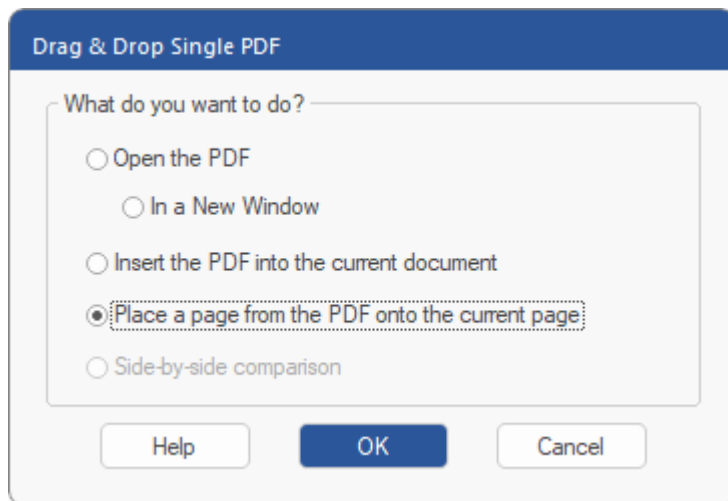 Drag & Drop Single PDF
What do you want to do?
Open the PDF
In a New Window
Insert the PDF into the current document
Place a page from the PDF onto the current page
Side-by-side comparison
Help OK Cancel